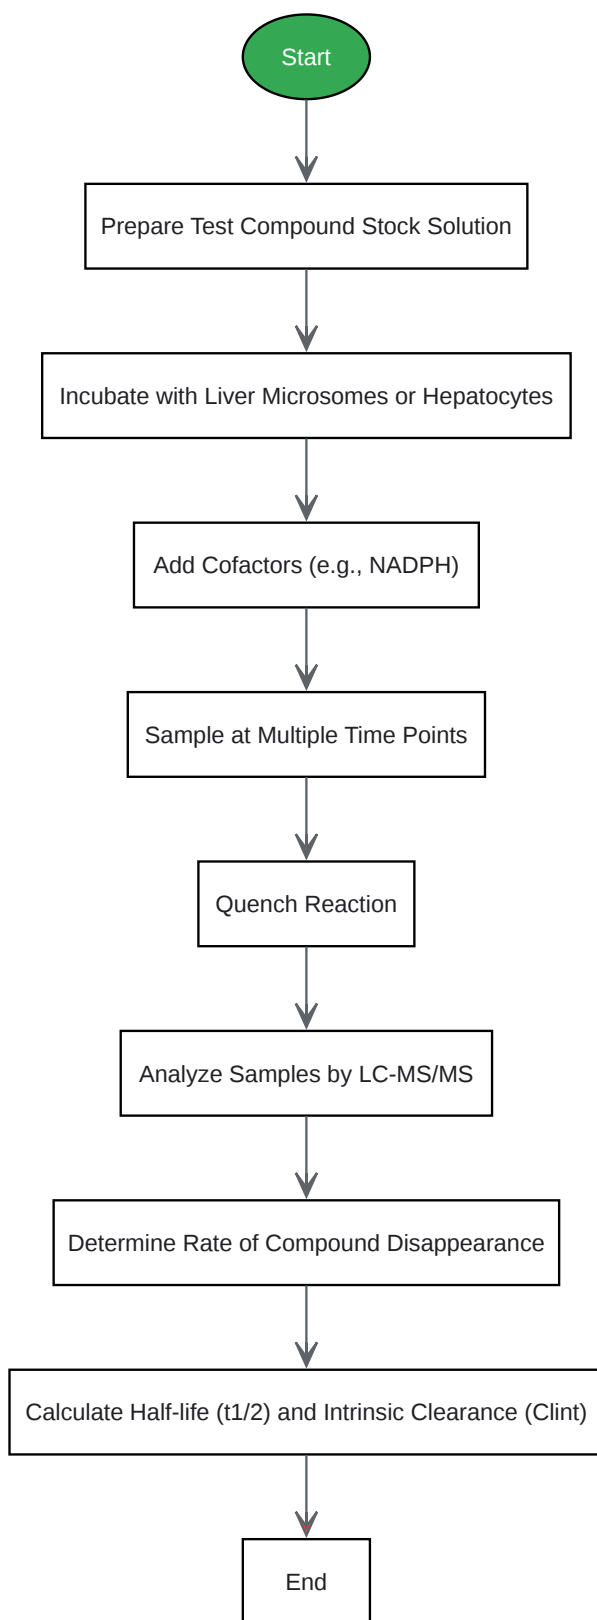 Start
Prepare Test Compound Stock Solution
Incubate with Liver Microsomes or Hepatocytes
Add Cofactors (e.g., NADPH)
Sample at Multiple Time Points
Quench Reaction
Analyze Samples by LC-MS/MS
Determine Rate of Compound Disappearance
Calculate Half-life (t1/2) and Intrinsic Clearance (Clint)
End